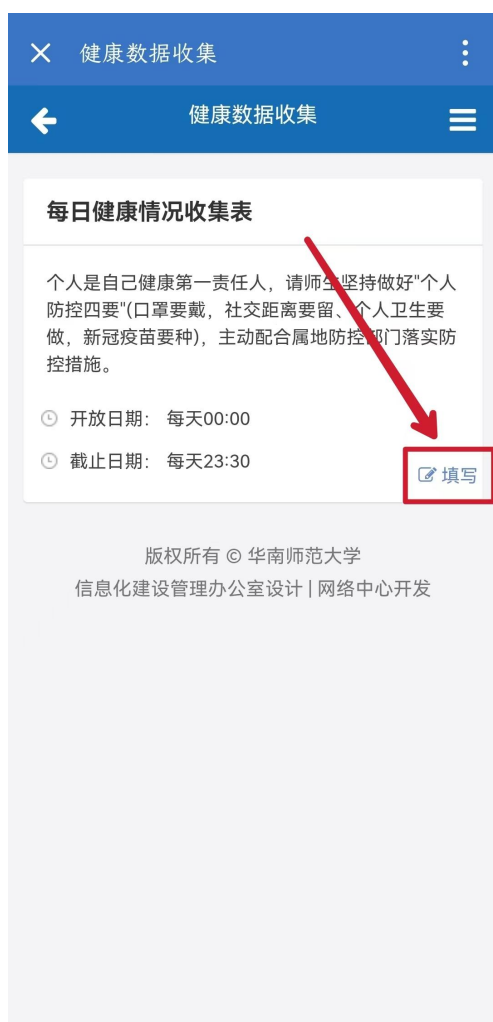 健康数据收集
健康数据收集
每日健康情况收集表
个人是自己健康第一责任人，请师生坚持做好"个人
防控四要"(口罩要戴，社交距离要留、个人卫生要
做，新冠疫苗要种)，主动配合属地防控部门落实防
控措施。
开放日期： 每天00:00
截止日期： 每天23:30
填写
版权所有 © 华南师范大学
信息化建设管理办公室设计 | 网络中心开发